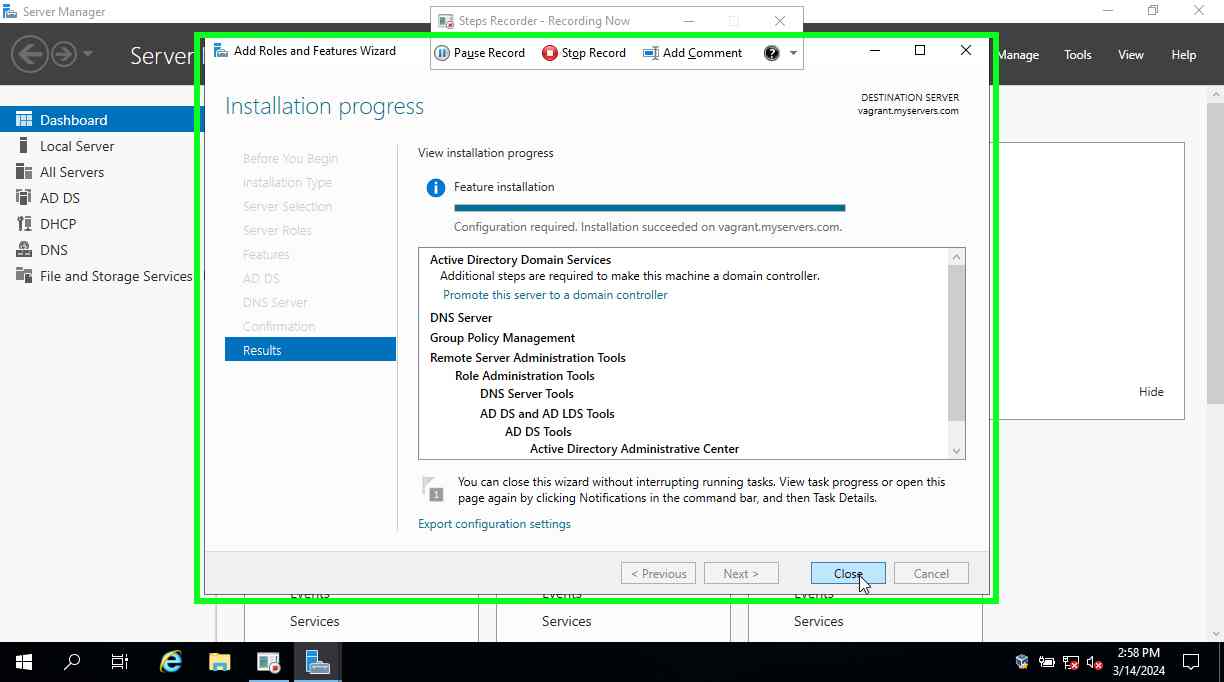 Server Manager
Steps Recorder - Recording Now
Pause Record
Stop Record
Add Comment
Server
Manage
Tools
View
Help
Add Roles and Features Wizard
Installation progress
DESTINATION SERVER
vagrant.myservers.com
Dashboard
Local Server
All Servers
AD DS
DHCP
DNS
File and Storage Services
Before You Begin
Installation Type
Server Selection
Server Roles
Features
AD DS
DNS Server
Confirmation
Results
View installation progress
Feature installation
Configuration required. Installation succeeded on vagrant.myservers.com.
Active Directory Domain Services
Additional steps are required to make this machine a domain controller.
Promote this server to a domain controller
DNS Server
Group Policy Management
Remote Server Administration Tools
Role Administration Tools
DNS Server Tools
AD DS and AD LDS Tools
AD DS Tools
Active Directory Administrative Center
1
You can close this wizard without interrupting running tasks. View task progress or open this
page again by clicking Notifications in the command bar, and then Task Details.
Export configuration settings
< Previous
Next >
Close
Cancel
Hide
Events
Events
Events
Services
Services
Services
2:58 PM
3/14/2024